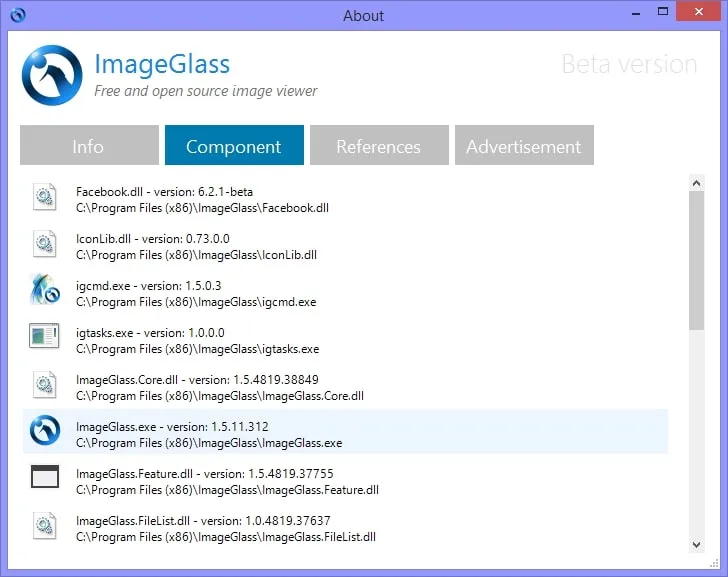 About
ImageGlass
Beta version
Free and open source image viewer
Info
Component
References
Advertisement
Facebook.dll - version: 6.2.1-beta
C:\Program Files (x86)\ImageGlass\Facebook.dll
IconLib.dll - version: 0.73.0.0
C:\Program Files (x86)\ImageGlass\IconLib.dll
igcmd.exe - version: 1.5.0.3
C:\Program Files (x86)\ImageGlass\igcmd.exe
igtasks.exe - version: 1.0.0.0
C:\Program Files (x86)\ImageGlass\igtasks.exe
ImageGlass.Core.dll - version: 1.5.4819.38849
C:\Program Files (x86)\ImageGlass\ImageGlass.Core.dll
ImageGlass.exe - version: 1.5.11.312
C:\Program Files (x86)\ImageGlass\ImageGlass.exe
ImageGlass.Feature.dll - version: 1.5.4819.37755
C:\Program Files (x86)\ImageGlass\ImageGlass.Feature.dll
ImageGlass.FileList.dll - version: 1.0.4819.37637
C:\Program Files (x86)\ImageGlass\ImageGlass.FileList.dll